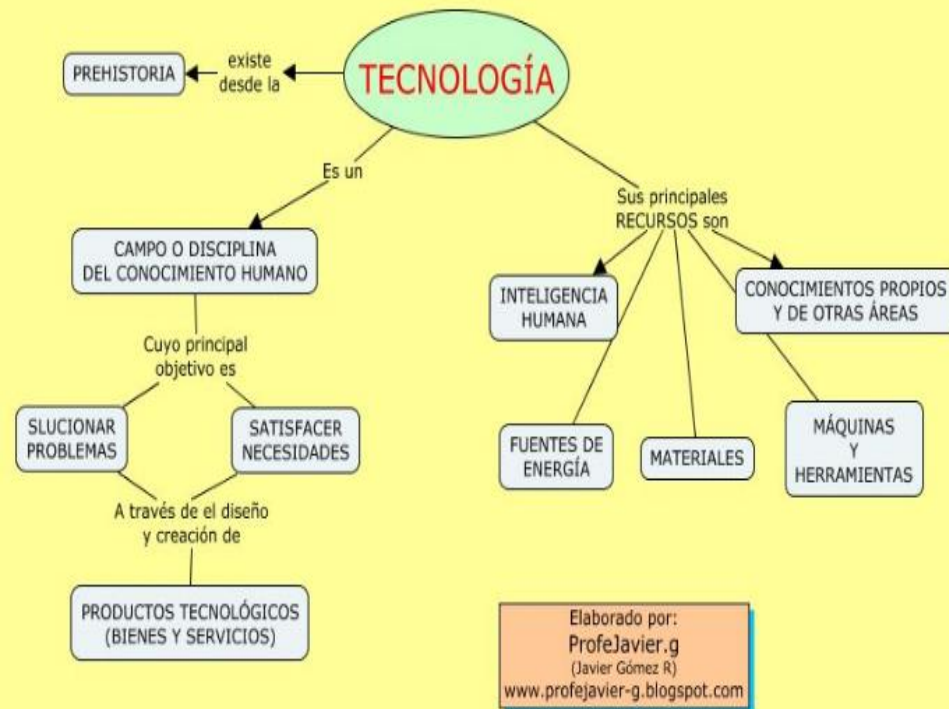 TECNOLOGÍA
existe
desde la
PREHISTORIA
Es un
CAMPO O DISCIPLINA
DEL CONOCIMIENTO HUMANO
Cuyo principal
objetivo es
SLUCIONAR
PROBLEMAS
SATISFACER
NECESIDADES
A través de el diseño
y creación de
PRODUCTOS TECNOLÓGICOS
(BIENES Y SERVICIOS)
Sus principales
RECURSOS son
INTELIGENCIA
HUMANA
CONOCIMIENTOS PROPIOS
Y DE OTRAS ÁREAS
FUENTES DE
ENERGÍA
MATERIALES
MÁQUINAS
Y
HERRAMIENTAS
Elaborado por:
ProfeJavier.g
(Javier Gómez R)
www.profejavier-g.blogspot.com